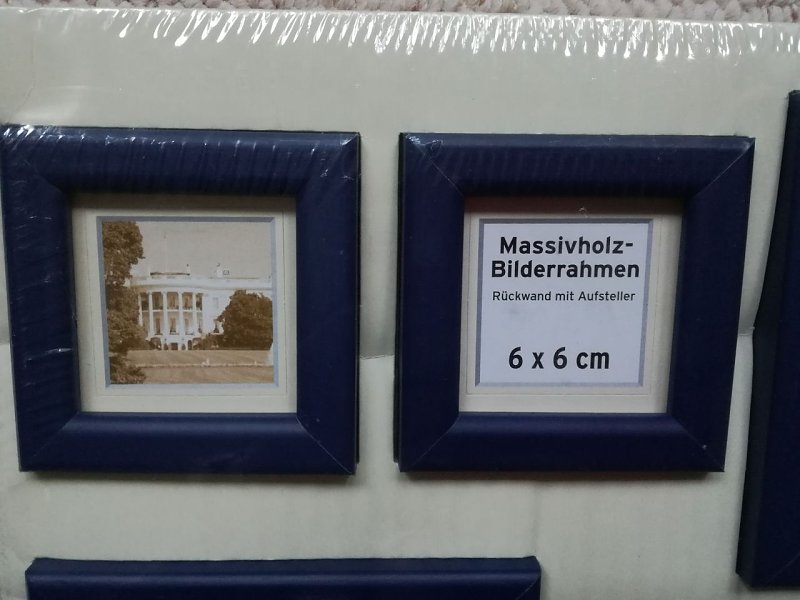 Massivholz-
Bilderrahmen
Rückwand mit Aufsteller
6 x 6 cm